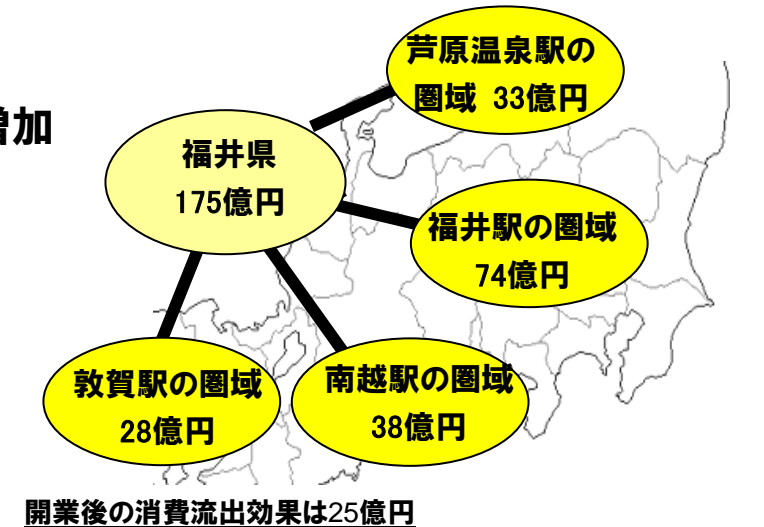 芦原温泉駅の
圏域 33億円
増加
福井県
175億円
福井駅の圏域
74億円
敦賀駅の圏域
28億円
南越駅の圏域
38億円
開業後の消費流出効果は25億円